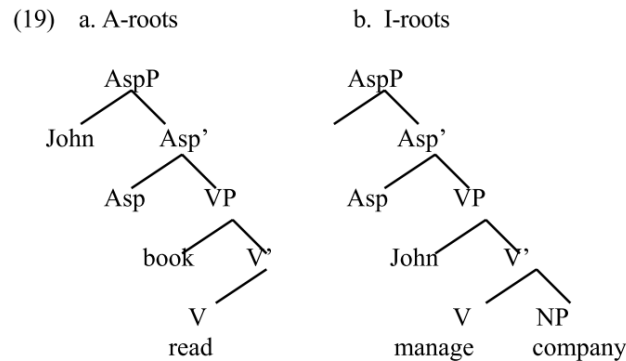 (19) a. A-roots b. I-roots
AspP AspP
John Asp’ Asp’
Asp VP Asp VP
book V’ John V’
V V NP
read manage company